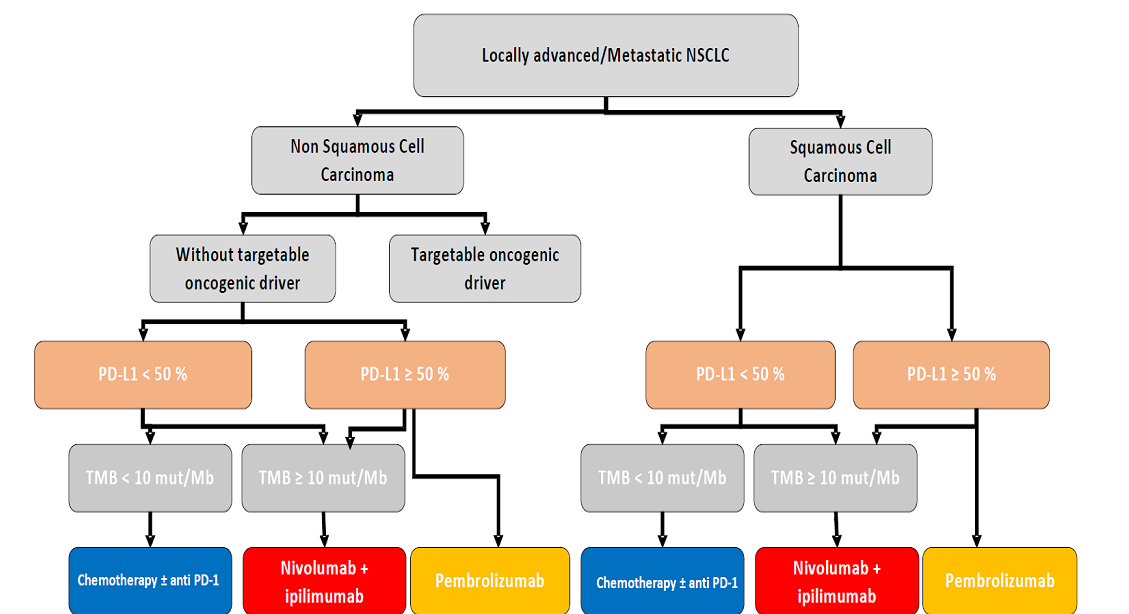 Locally advanced/Metastatic NSCLC
Non Squamous Cell
Carcinoma
Squamous Cell
Carcinoma
Without targetable
oncogenic driver
Targetable oncogenic
driver
PD-L1 < 50 %
PD-L1 ≥ 50 %
PD-L1 < 50 %
PD-L1 ≥ 50 %
TMB < 10 mut/Mb
TMB ≥ 10 mut/Mb
TMB < 10 mut/Mb
TMB ≥ 10 mut/Mb
Chemotherapy ± anti PD-1
Nivolumab +
ipilimumab
Pembrolizumab
Chemotherapy ± anti PD-1
Nivolumab +
ipilimumab
Pembrolizumab